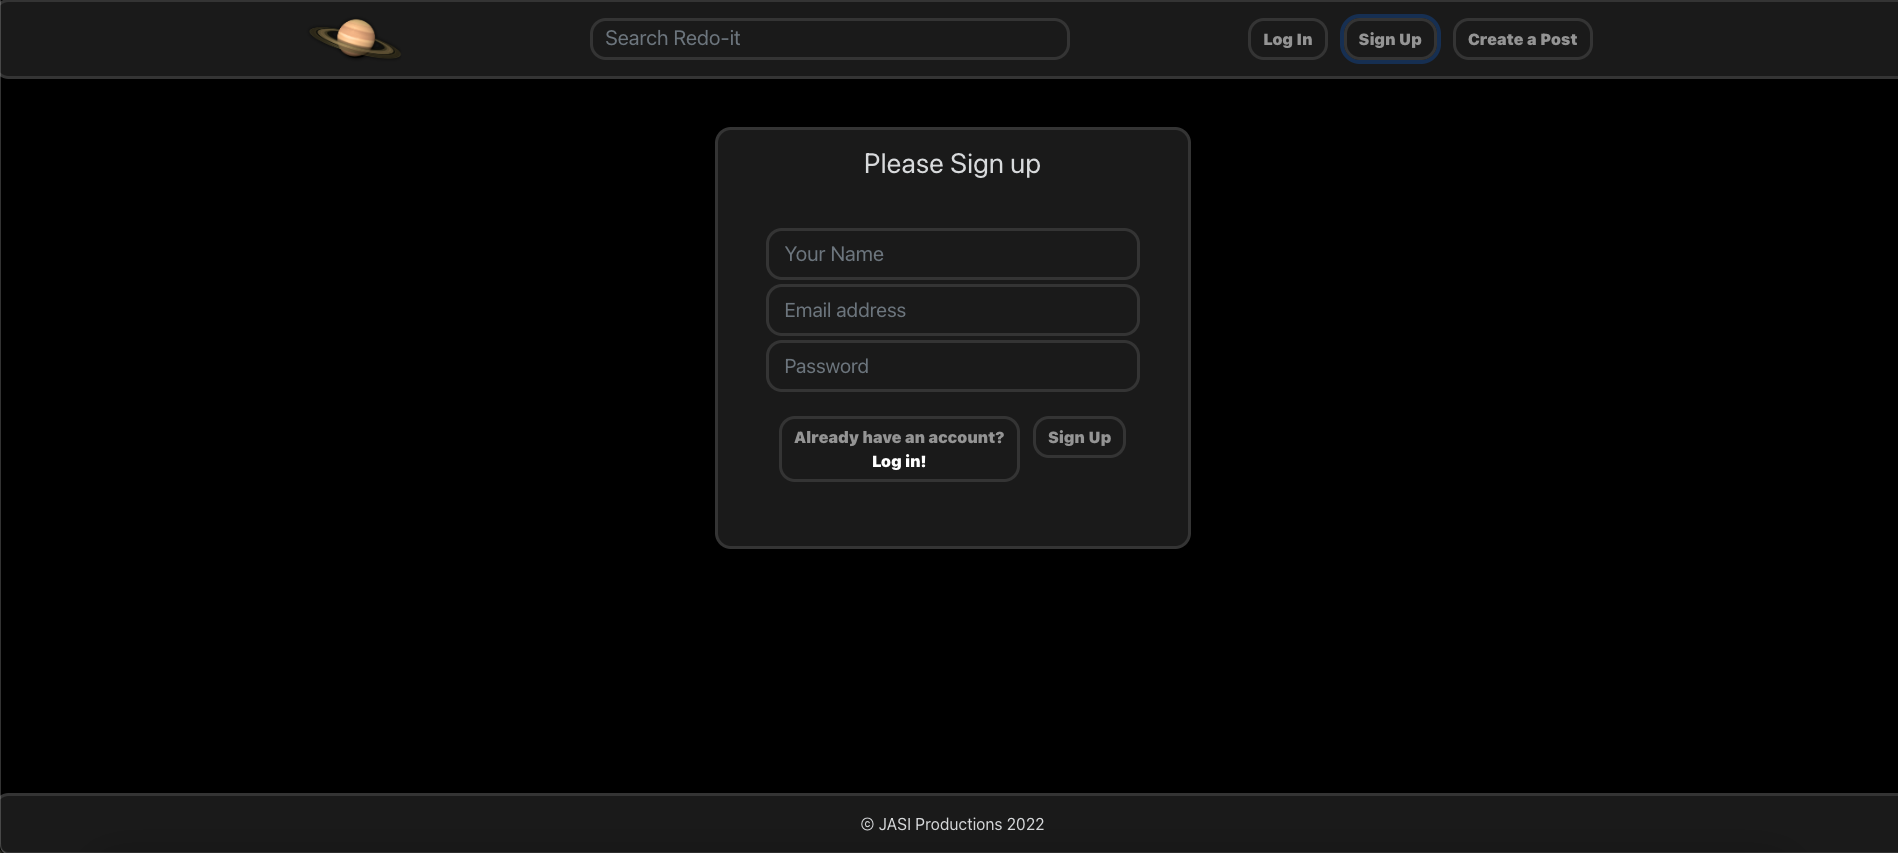 Search Redo-it
Log In
Sign Up
Create a Post
Please Sign up
Your Name
Email address
Password
Already have an account?
Log in!
Sign Up
© JASI Productions 2022